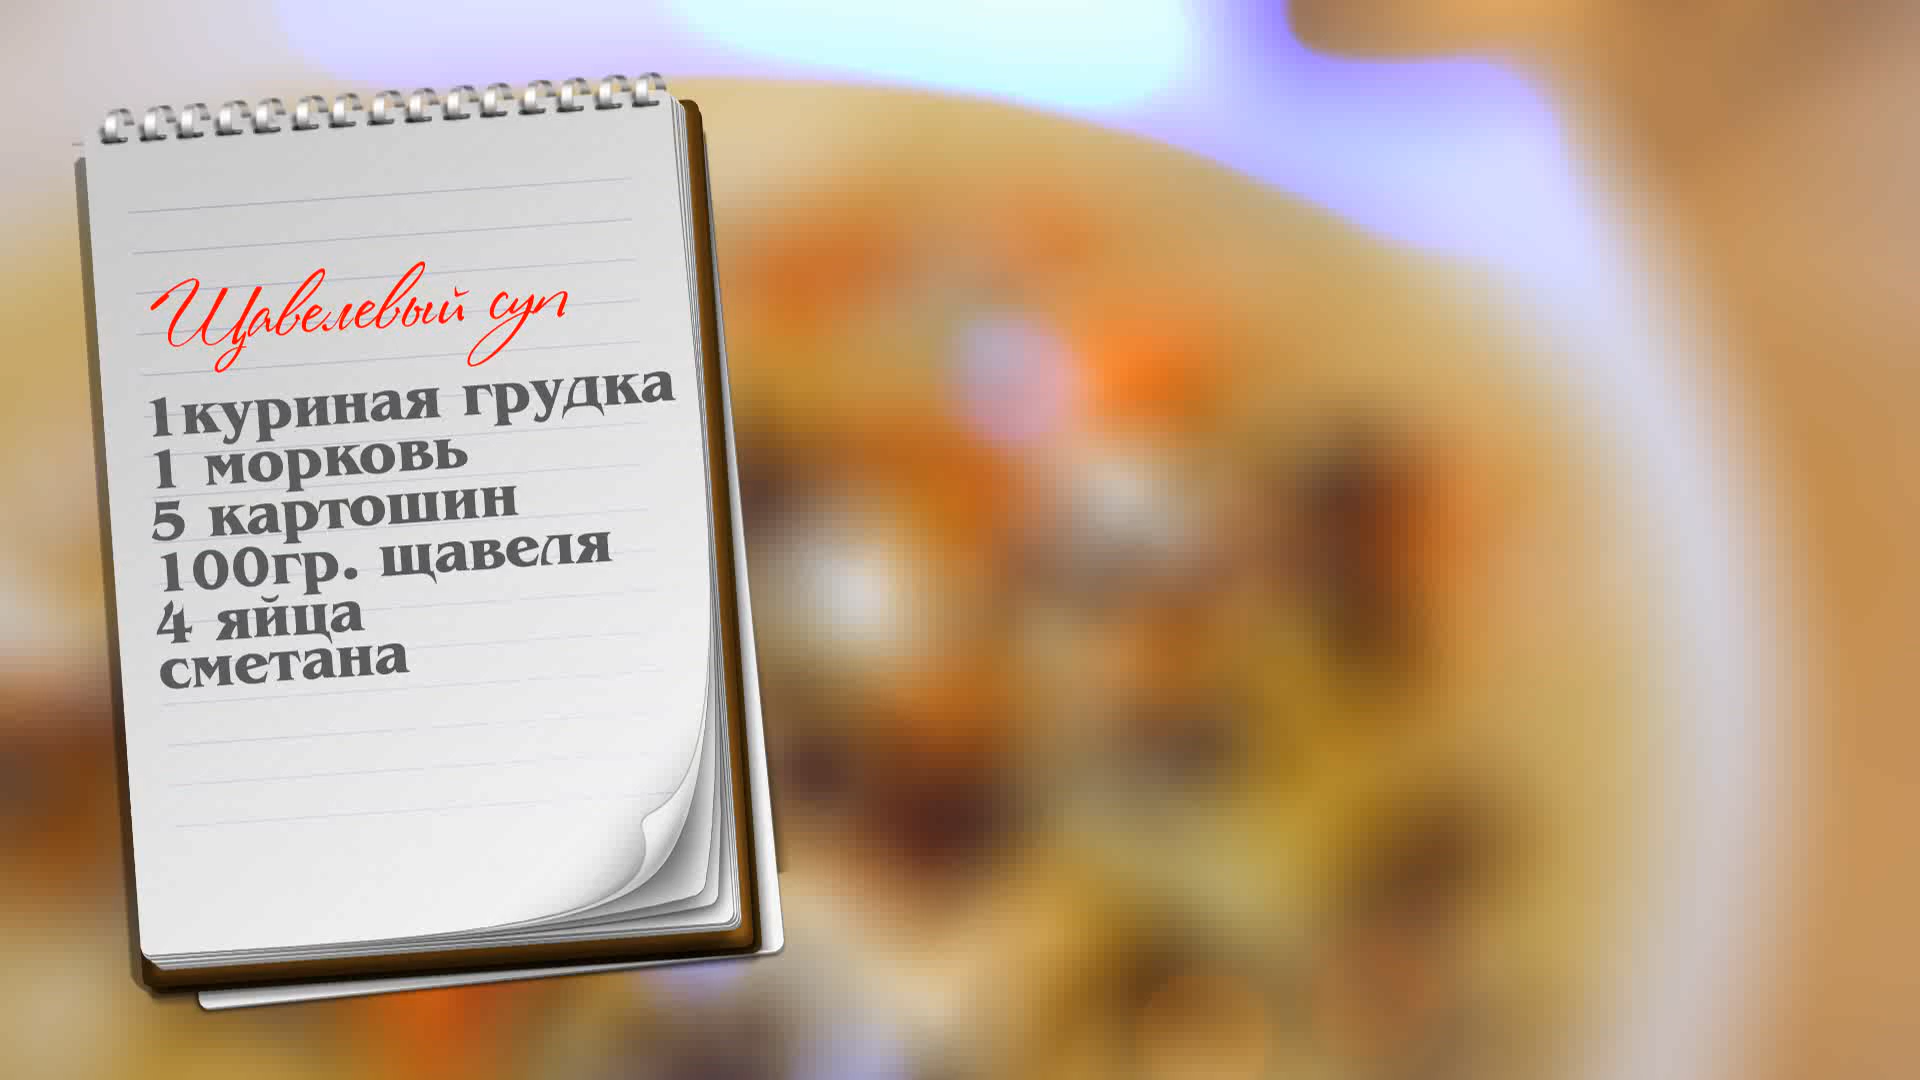 Щавелевый суп
1куриная грудка
1 морковь
5 картошин
100гр. щавеля
4 яйца
сметана